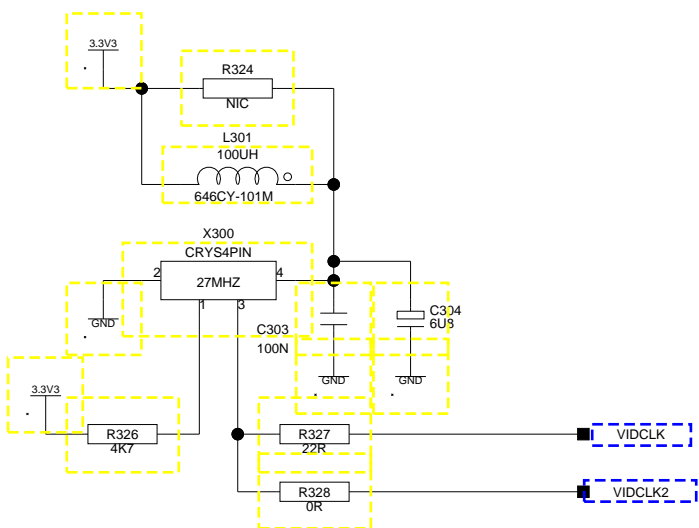 3.3V3
R324
NIC
L301
100UH
646CY-101M
X300
CRYS4PIN
2
27MHZ
4
1
3
GND
C303
100N
C304
6U8
GND
GND
3.3V3
R326
4K7
R327
22R
VIDCLK
R328
0R
VIDCLK2